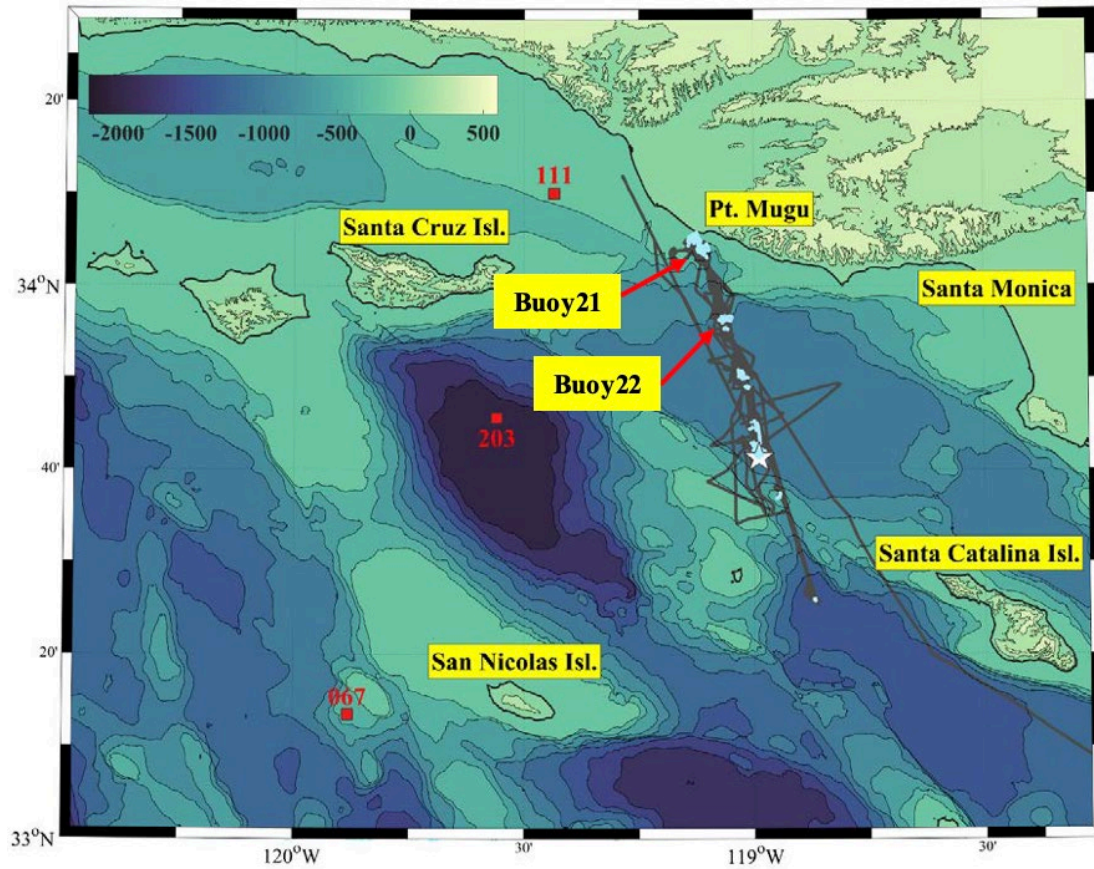 20'
-2000 -1500 -1000 -500 0 500
111
Santa Cruz Isl.
Pt. Mugu
34°N
Buoy21
Santa Monica
Buoy22
203
40'
Santa Catalina Isl.
20'
San Nicolas Isl.
067
33°N
120°W
30'
119°W
30'